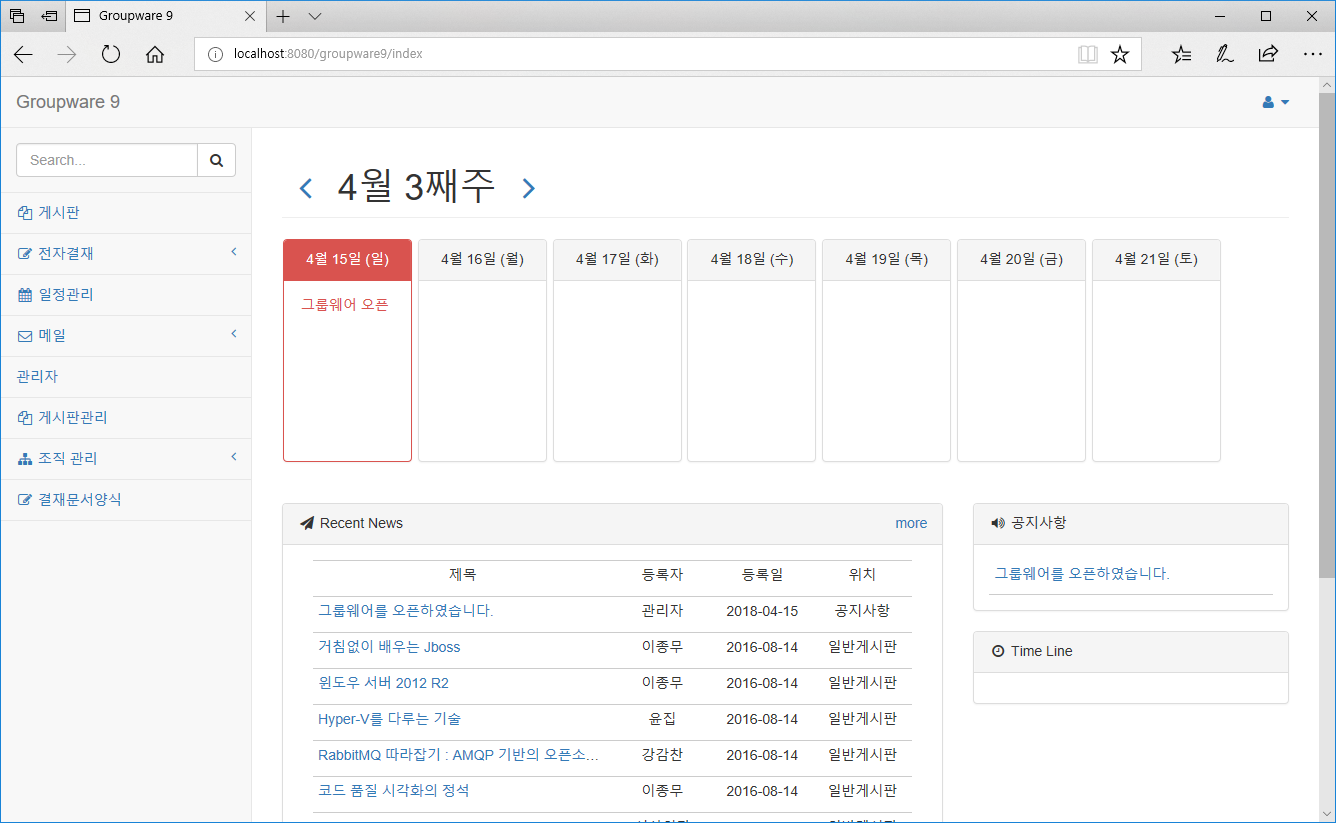 Groupware 9
localhost:8080/groupware9/index
Groupware 9
Search...
게시판
전자결재
일정관리
메일
관리자
게시판관리
조직 관리
결재문서양식
4월 3째주
4월 15일 (일) 4월 16일 (월) 4월 17일 (화) 4월 18일 (수) 4월 19일 (목) 4월 20일 (금) 4월 21일 (토)
그룹웨어 오픈
Recent News more
제목 등록자 등록일 위치
그룹웨어를 오픈하였습니다. 관리자 2018-04-15 공지사항
거침없이 배우는 Jboss 이종무 2016-08-14 일반게시판
윈도우 서버 2012 R2 이종무 2016-08-14 일반게시판
Hyper-V를 다루는 기술 윤집 2016-08-14 일반게시판
RabbitMQ 따라잡기 : AMQP 기반의 오픈소... 강감찬 2016-08-14 일반게시판
코드 품질 시각화의 정석 이종무 2016-08-14 일반게시판
공지사항
그룹웨어를 오픈하였습니다.
Time Line